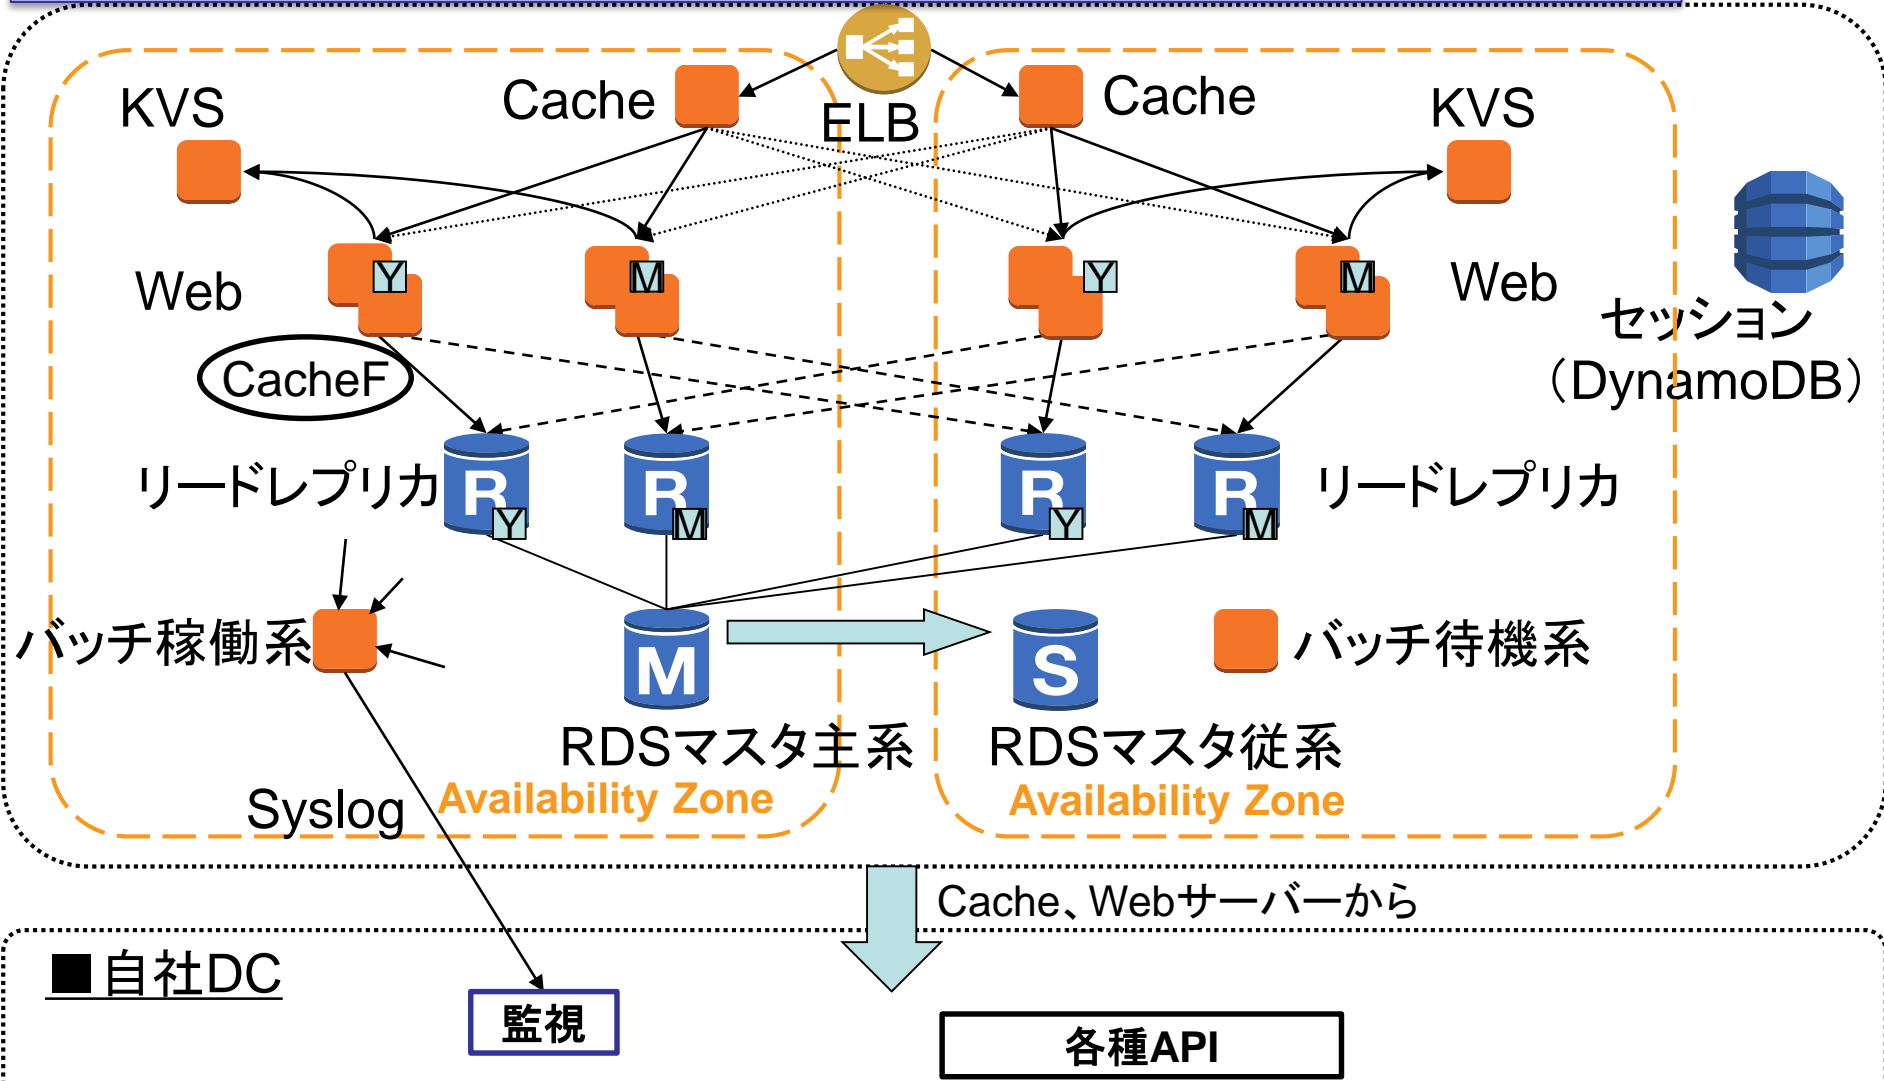 ELB
KVS
Cache
Cache
KVS
Web
Y
M
Y
M
Web
セッション
（DynamoDB）
CacheF
リードレプリカ
R
Y
R
M
R
Y
R
M
リードレプリカ
バッチ稼働系
M
S
バッチ待機系
RDSマスタ主系
RDSマスタ従系
Syslog
Availability Zone
Availability Zone
Cache、Webサーバーから
■自社DC
監視
各種API